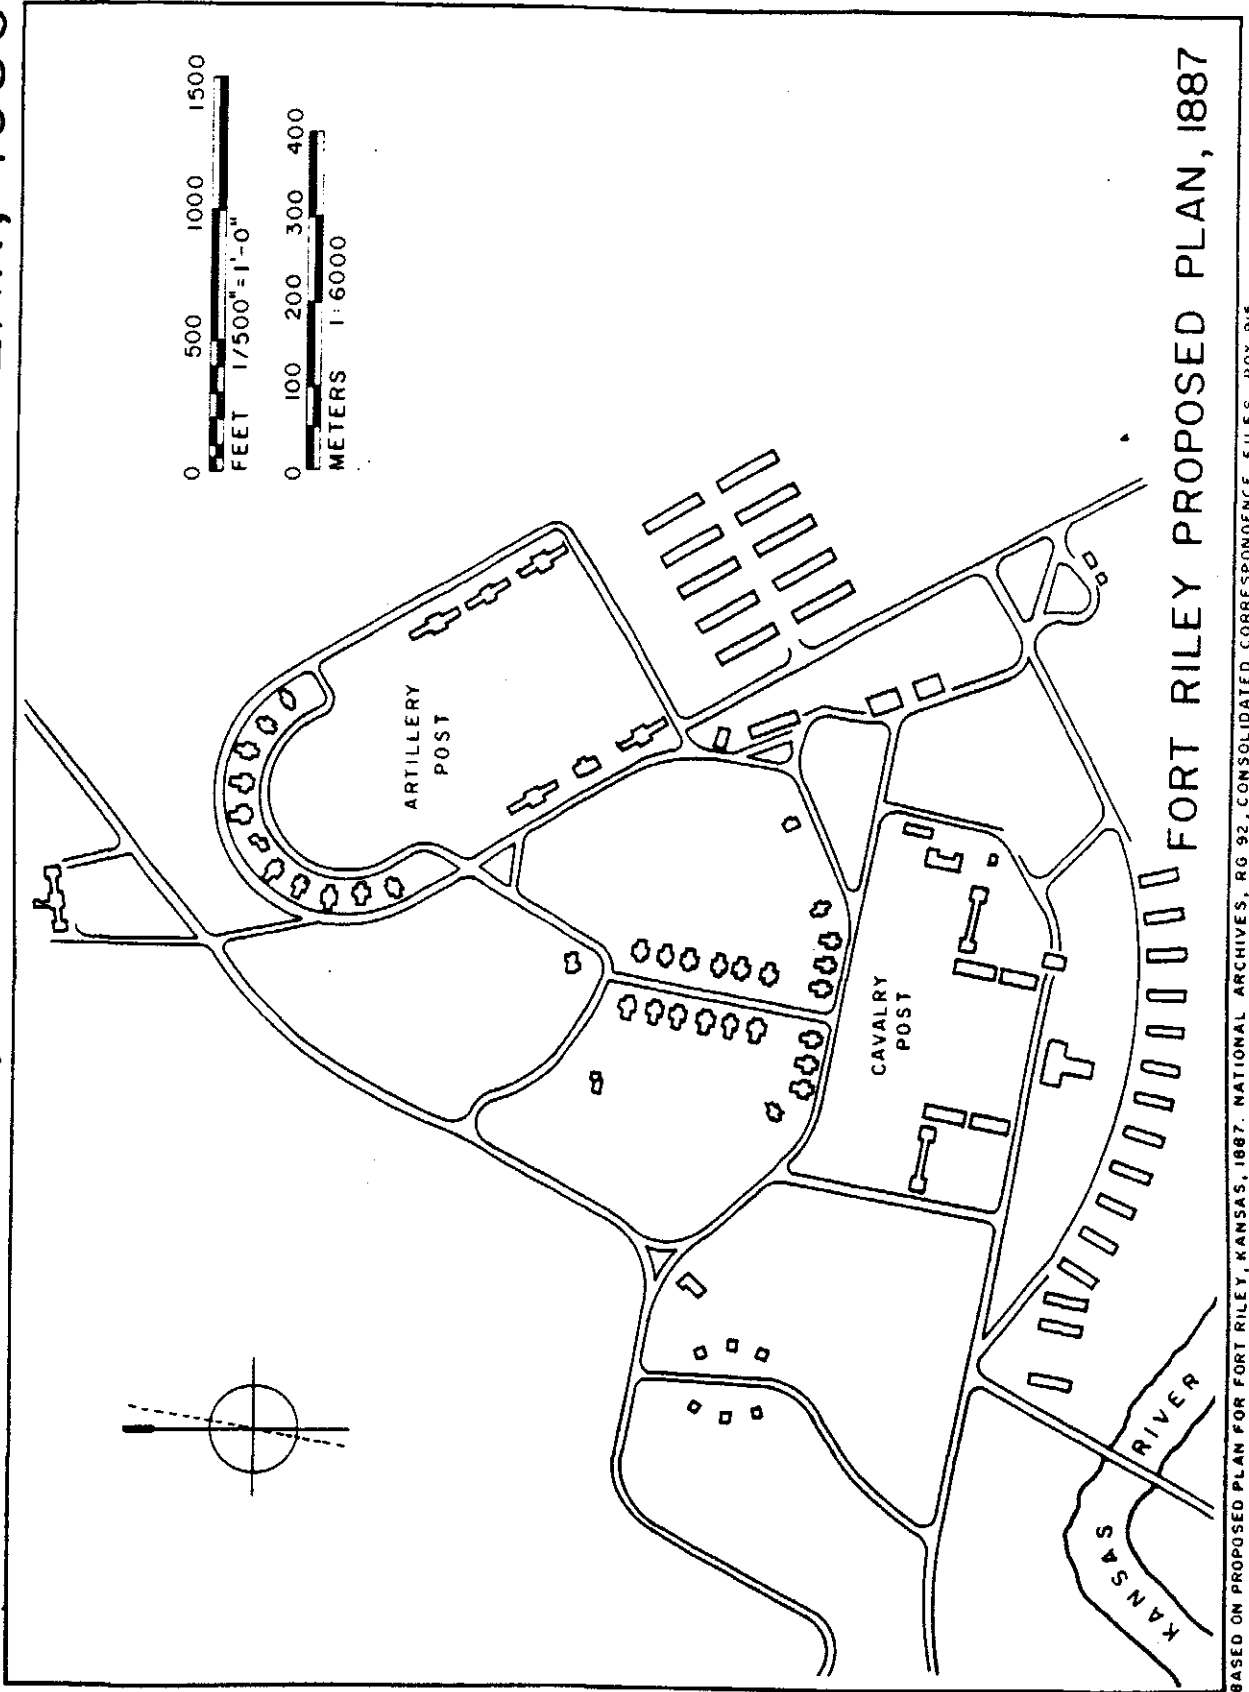 0 500 1000 1500
FEET 1/500"=1'-0"
0 100 200 300 400
METERS 1:6000
ARTILLERY
POST
CAVALRY
POST
KANSAS RIVER
FORT RILEY PROPOSED PLAN, 1887
BASED ON PROPOSED PLAN FOR FORT RILEY, KANSAS, 1887. NATIONAL ARCHIVES, RG 92, CONSOLIDATED CORRESPONDENCE FILES, BOX